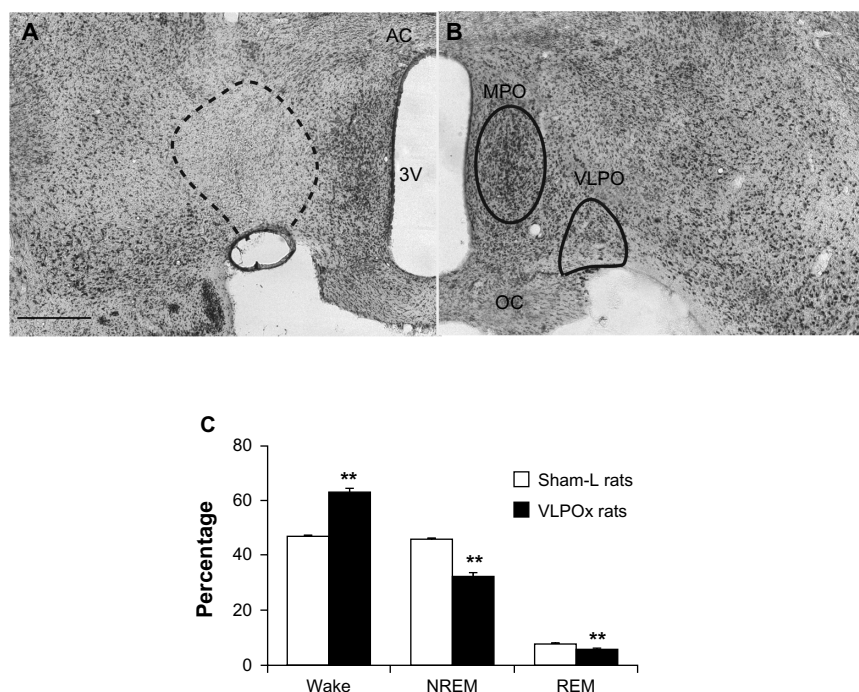 A
AC
B
MPO
3V
VLPO
OC
C
80
60
40
20
0
Percentage
**
**
**
Sham-L rats
VLPOx rats
Wake
NREM
REM